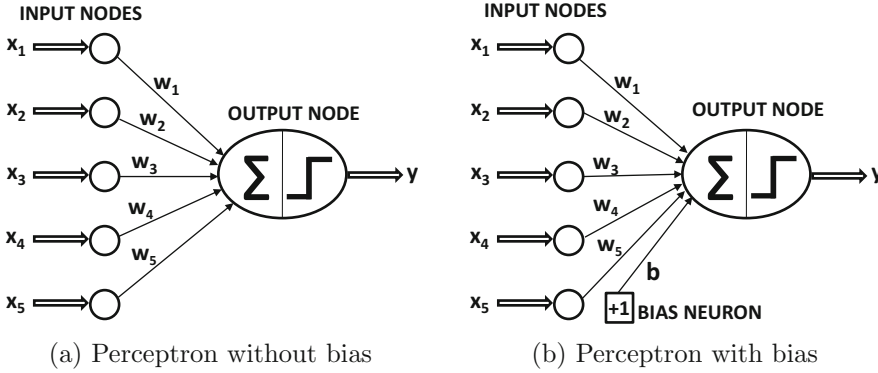 INPUT NODES
x1
w1
x2
w2
OUTPUT NODE
x3
w3
∑
y
x4
w4
w5
x5
(a) Perceptron without bias
INPUT NODES
x1
w1
x2
w2
OUTPUT NODE
x3
w3
∑
y
x4
w4
w5
b
x5
+1 BIAS NEURON
(b) Perceptron with bias